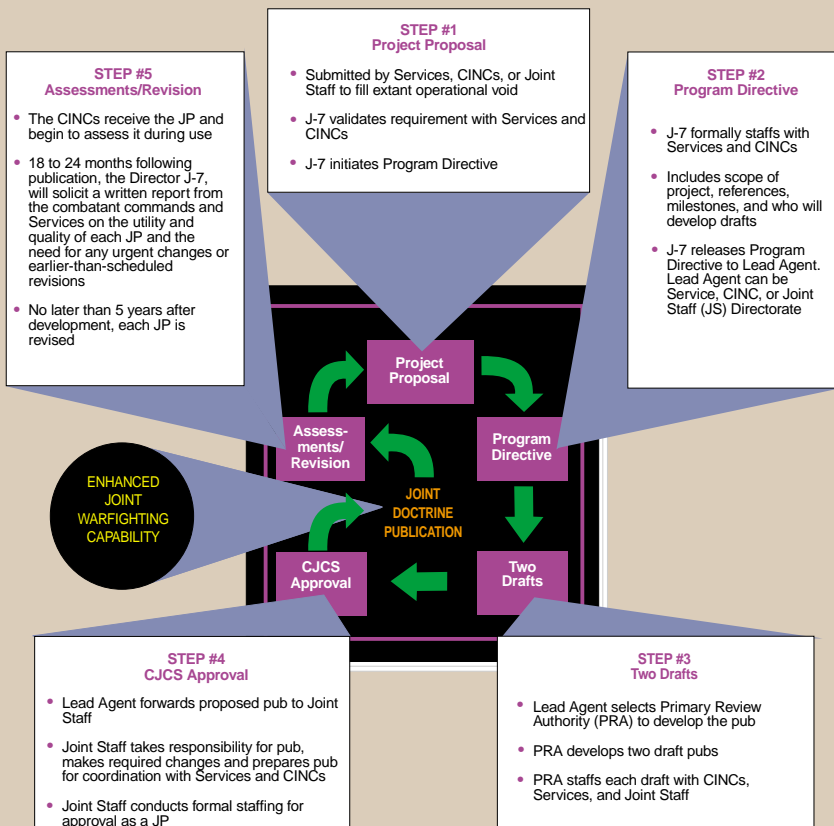 STEP #1
Project Proposal
• Submitted by Services, CINCs, or Joint
Staff to fill extant operational void
• J-7 validates requirement with Services and
CINCs
• J-7 initiates Program Directive
STEP #5
Assessments/Revision
• The CINCs receive the JP and
begin to assess it during use
• 18 to 24 months following
publication, the Director J-7,
will solicit a written report from
the combatant commands and
Services on the utility and
quality of each JP and the
need for any urgent changes or
earlier-than-scheduled
revisions
• No later than 5 years after
development, each JP is
revised
STEP #2
Program Directive
• J-7 formally staffs with
Services and CINCs
• Includes scope of
project, references,
milestones, and who will
develop drafts
• J-7 releases Program
Directive to Lead Agent.
Lead Agent can be
Service, CINC, or Joint
Staff (JS) Directorate
Project
Proposal
Assess-
ments/
Revision
Program
Directive
ENHANCED
JOINT
WARFIGHTING
CAPABILITY
JOINT
DOCTRINE
PUBLICATION
CJCS
Approval
Two
Drafts
STEP #4
CJCS Approval
• Lead Agent forwards proposed pub to Joint
Staff
• Joint Staff takes responsibility for pub,
makes required changes and prepares pub
for coordination with Services and CINCs
• Joint Staff conducts formal staffing for
approval as a JP
STEP #3
Two Drafts
• Lead Agent selects Primary Review
Authority (PRA) to develop the pub
• PRA develops two draft pubs
• PRA staffs each draft with CINCs,
Services, and Joint Staff